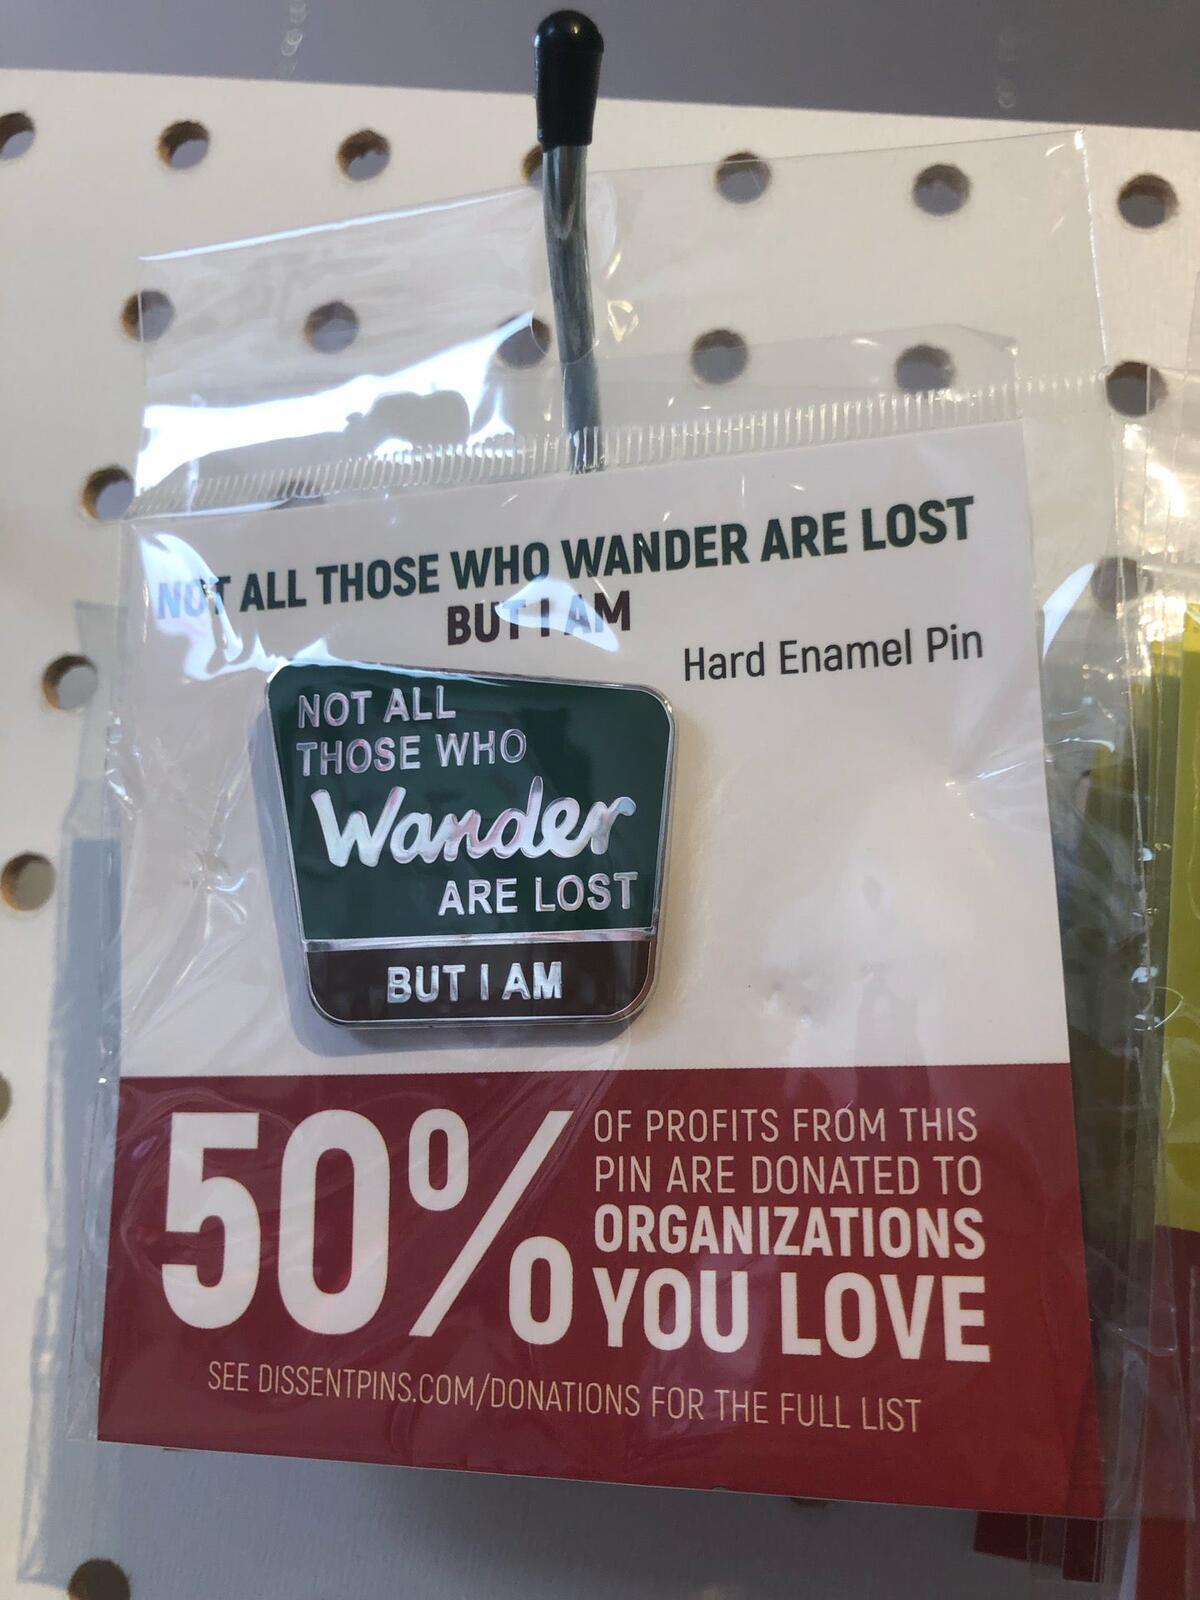 NOT ALL THOSE WHO WANDER ARE LOST
BUT I AM
Hard Enamel Pin
NOT ALL
THOSE WHO
Wander
ARE LOST
BUT I AM
50%
OF PROFITS FROM THIS
PIN ARE DONATED TO
ORGANIZATIONS
YOU LOVE
SEE DISSENTPINS.COM/DONATIONS FOR THE FULL LIST